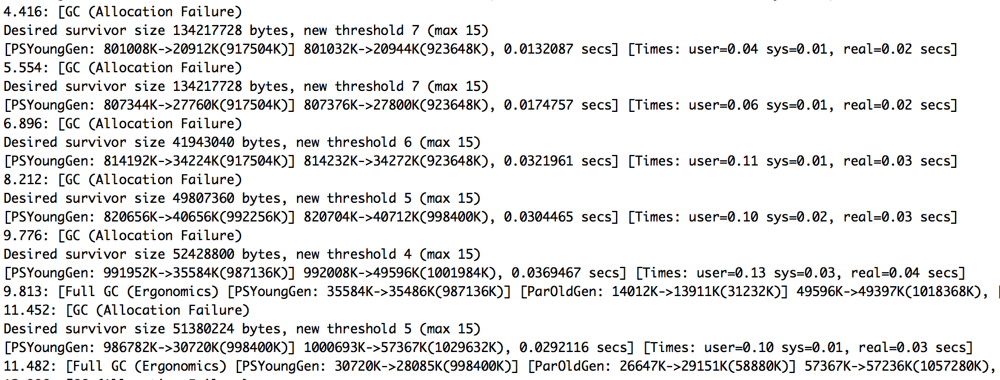 4.416: [GC (Allocation Failure)
Desired survivor size 134217728 bytes, new threshold 7 (max 15)
[PSYoungGen: 801008K->20912K(917504K)] 801032K->20944K(923648K), 0.0132087 secs] [Times: user=0.04 sys=0.01, real=0.02 secs]
5.554: [GC (Allocation Failure)
Desired survivor size 134217728 bytes, new threshold 7 (max 15)
[PSYoungGen: 807344K->27760K(917504K)] 807376K->27800K(923648K), 0.0174757 secs] [Times: user=0.06 sys=0.01, real=0.02 secs]
6.896: [GC (Allocation Failure)
Desired survivor size 41943040 bytes, new threshold 6 (max 15)
[PSYoungGen: 814192K->34224K(917504K)] 814232K->34272K(923648K), 0.0321961 secs] [Times: user=0.11 sys=0.01, real=0.03 secs]
8.212: [GC (Allocation Failure)
Desired survivor size 49807360 bytes, new threshold 5 (max 15)
[PSYoungGen: 820656K->40656K(992256K)] 820704K->40712K(998400K), 0.0304465 secs] [Times: user=0.10 sys=0.02, real=0.03 secs]
9.776: [GC (Allocation Failure)
Desired survivor size 52428800 bytes, new threshold 4 (max 15)
[PSYoungGen: 991952K->35584K(987136K)] 992008K->49596K(1001984K), 0.0369467 secs] [Times: user=0.13 sys=0.03, real=0.04 secs]
9.813: [Full GC (Ergonomics) [PSYoungGen: 35584K->35486K(987136K)] [ParOldGen: 14012K->13911K(31232K)] 49596K->49397K(1018368K), [
11.452: [GC (Allocation Failure)
Desired survivor size 51380224 bytes, new threshold 5 (max 15)
[PSYoungGen: 986782K->30720K(998400K)] 1000693K->57367K(1029632K), 0.0292116 secs] [Times: user=0.10 sys=0.01, real=0.03 secs]
11.482: [Full GC (Ergonomics) [PSYoungGen: 30720K->28085K(998400K)] [ParOldGen: 26647K->29151K(58880K)] 57367K->57236K(1057280K),